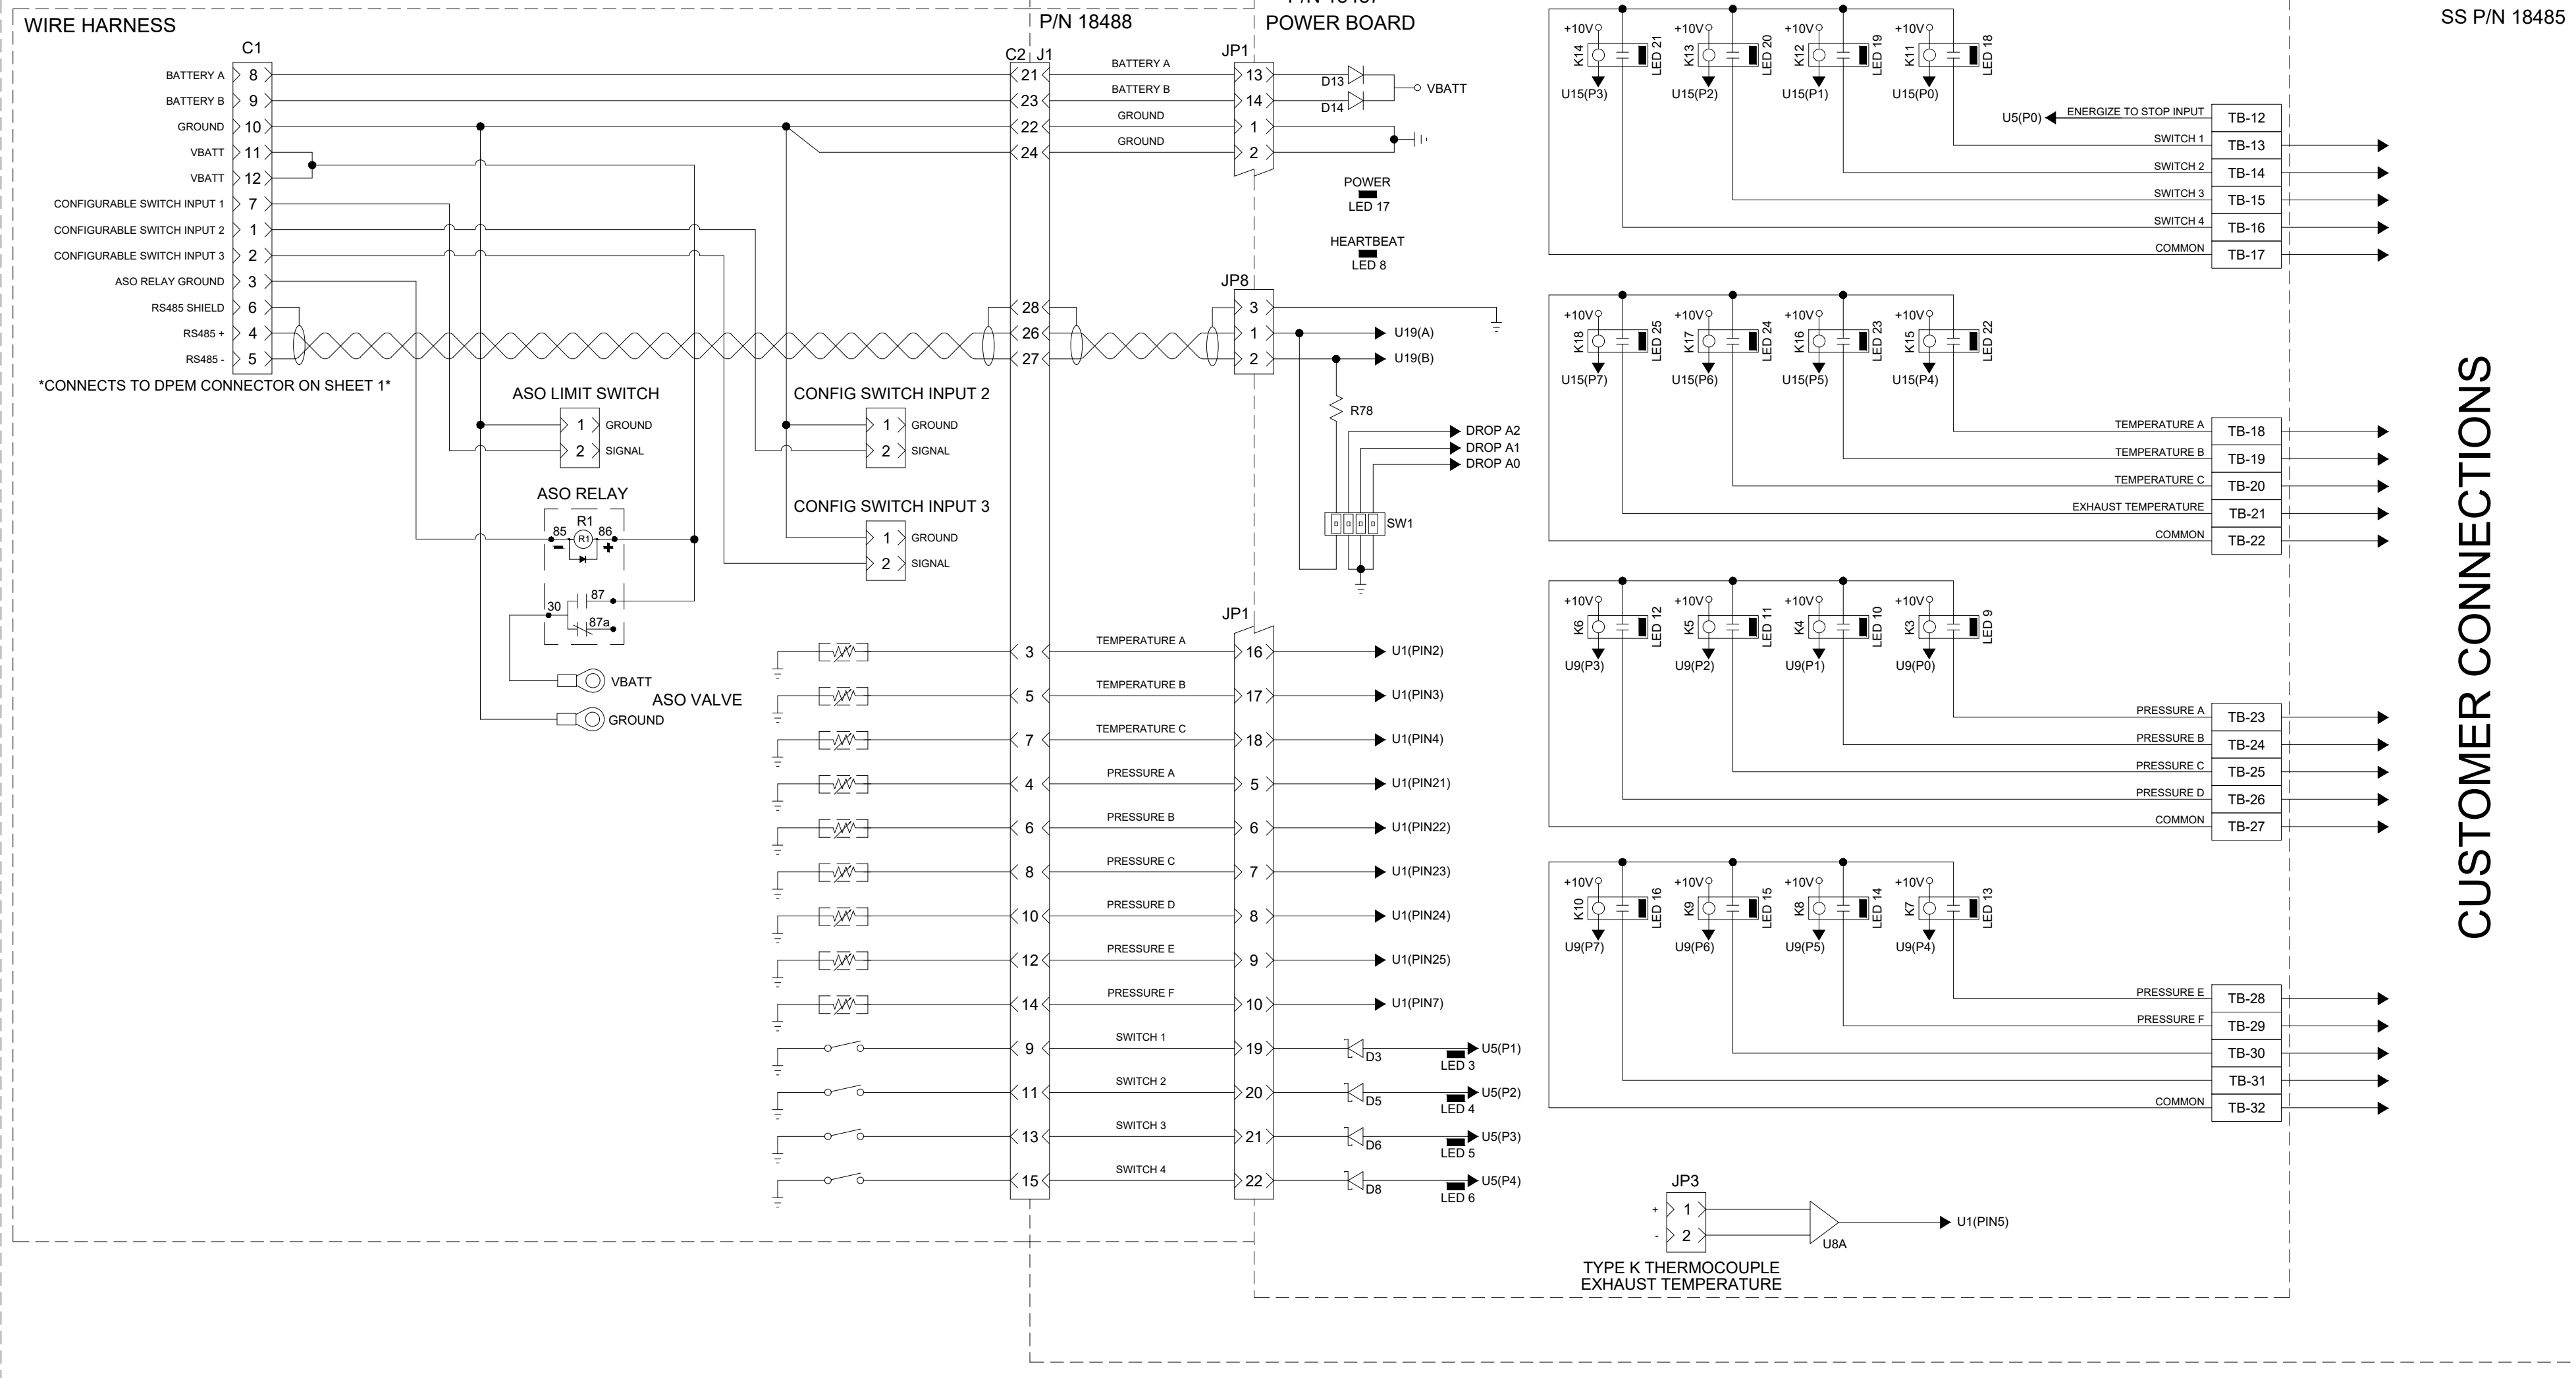 WIRE HARNESS
P/N 18488
POWER BOARD
SS P/N 18485
C1
BATTERY A 8
BATTERY B 9
GROUND 10
VBATT 11
VBATT 12
CONFIGURABLE SWITCH INPUT 1 7
CONFIGURABLE SWITCH INPUT 2 1
CONFIGURABLE SWITCH INPUT 3 2
ASO RELAY GROUND 3
RS485 SHIELD 6
RS485 + 4
RS485 - 5
*CONNECTS TO DPEM CONNECTOR ON SHEET 1*
ASO LIMIT SWITCH
1 GROUND
2 SIGNAL
CONFIG SWITCH INPUT 2
1 GROUND
2 SIGNAL
CONFIG SWITCH INPUT 3
1 GROUND
2 SIGNAL
ASO RELAY
R1
85 R1 86
- +
30 87
87a
VBATT
ASO VALVE
GROUND
C2 J1 JP1
21 BATTERY A 13 D13
23 BATTERY B 14 D14
VBATT
22 GROUND 1
24 GROUND 2
POWER
LED 17
HEARTBEAT
LED 8
JP8
28 3
26 1 U19(A)
27 2 U19(B)
R78
DROP A2
DROP A1
DROP A0
SW1
JP1
3 TEMPERATURE A 16 U1(PIN2)
5 TEMPERATURE B 17 U1(PIN3)
7 TEMPERATURE C 18 U1(PIN4)
4 PRESSURE A 5 U1(PIN21)
6 PRESSURE B 6 U1(PIN22)
8 PRESSURE C 7 U1(PIN23)
10 PRESSURE D 8 U1(PIN24)
12 PRESSURE E 9 U1(PIN25)
14 PRESSURE F 10 U1(PIN7)
9 SWITCH 1 19 D3 LED 3 U5(P1)
11 SWITCH 2 20 D5 LED 4 U5(P2)
13 SWITCH 3 21 D6 LED 5 U5(P3)
15 SWITCH 4 22 D8 LED 6 U5(P4)
+10V +10V +10V +10V
K14 LED 21 K13 LED 20 K12 LED 19 K11 LED 18
U15(P3) U15(P2) U15(P1) U15(P0)
U5(P0) ENERGIZE TO STOP INPUT TB-12
SWITCH 1 TB-13
SWITCH 2 TB-14
SWITCH 3 TB-15
SWITCH 4 TB-16
COMMON TB-17
+10V +10V +10V +10V
K18 LED 25 K17 LED 24 K16 LED 23 K15 LED 22
U15(P7) U15(P6) U15(P5) U15(P4)
TEMPERATURE A TB-18
TEMPERATURE B TB-19
TEMPERATURE C TB-20
EXHAUST TEMPERATURE TB-21
COMMON TB-22
+10V +10V +10V +10V
K6 LED 12 K5 LED 11 K4 LED 10 K3 LED 9
U9(P3) U9(P2) U9(P1) U9(P0)
PRESSURE A TB-23
PRESSURE B TB-24
PRESSURE C TB-25
PRESSURE D TB-26
COMMON TB-27
+10V +10V +10V +10V
K10 LED 16 K9 LED 15 K8 LED 14 K7 LED 13
U9(P7) U9(P6) U9(P5) U9(P4)
PRESSURE E TB-28
PRESSURE F TB-29
TB-30
TB-31
COMMON TB-32
JP3
+ 1
- 2
U8A
U1(PIN5)
TYPE K THERMOCOUPLE
EXHAUST TEMPERATURE
CUSTOMER CONNECTIONS